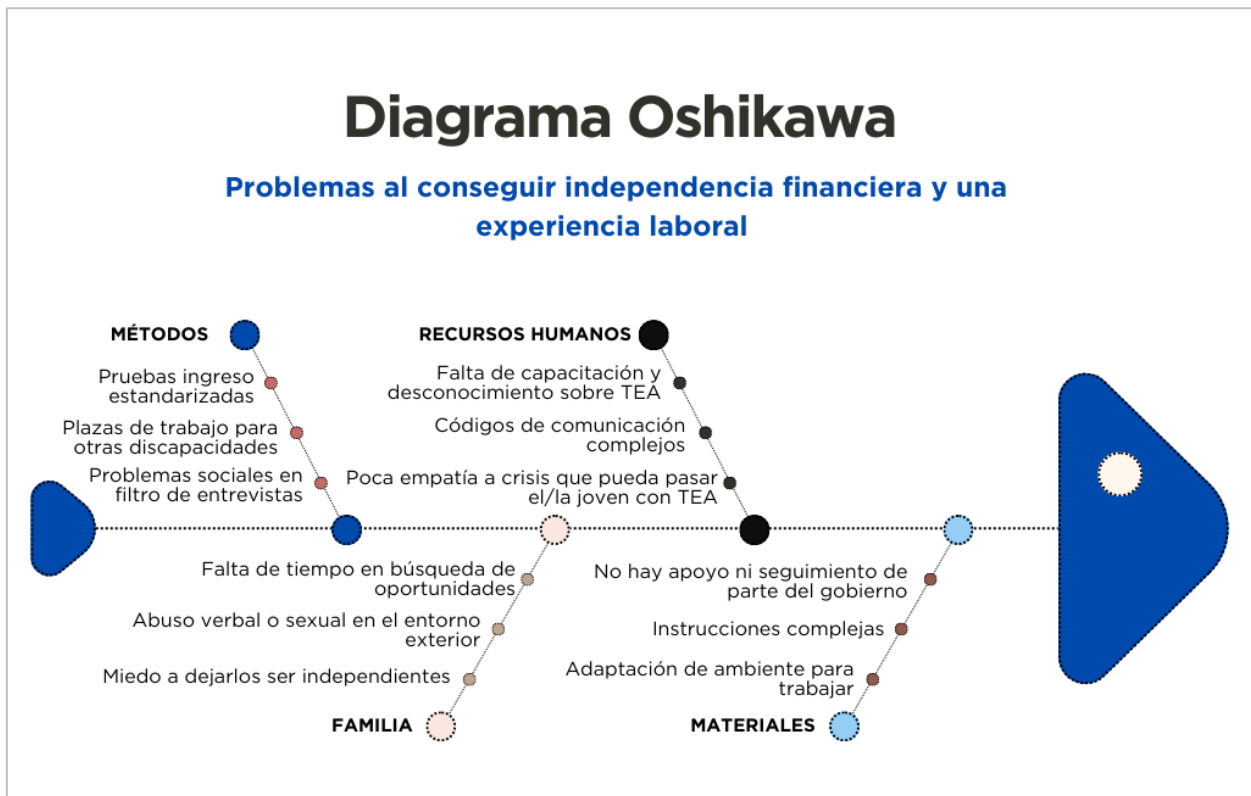 Diagrama Oshikawa
Problemas al conseguir independencia financiera y una
experiencia laboral
MÉTODOS
Pruebas ingreso
estandarizadas
Plazas de trabajo para
otras discapacidades
Problemas sociales en
filtro de entrevistas
RECURSOS HUMANOS
Falta de capacitación y
desconocimiento sobre TEA
Códigos de comunicación
complejos
Poca empatía a crisis que pueda pasar
el/la joven con TEA
Falta de tiempo en búsqueda de
oportunidades
Abuso verbal o sexual en el entorno
exterior
Miedo a dejarlos ser independientes
FAMILIA
No hay apoyo ni seguimiento de
parte del gobierno
Instrucciones complejas
Adaptación de ambiente para
trabajar
MATERIALES